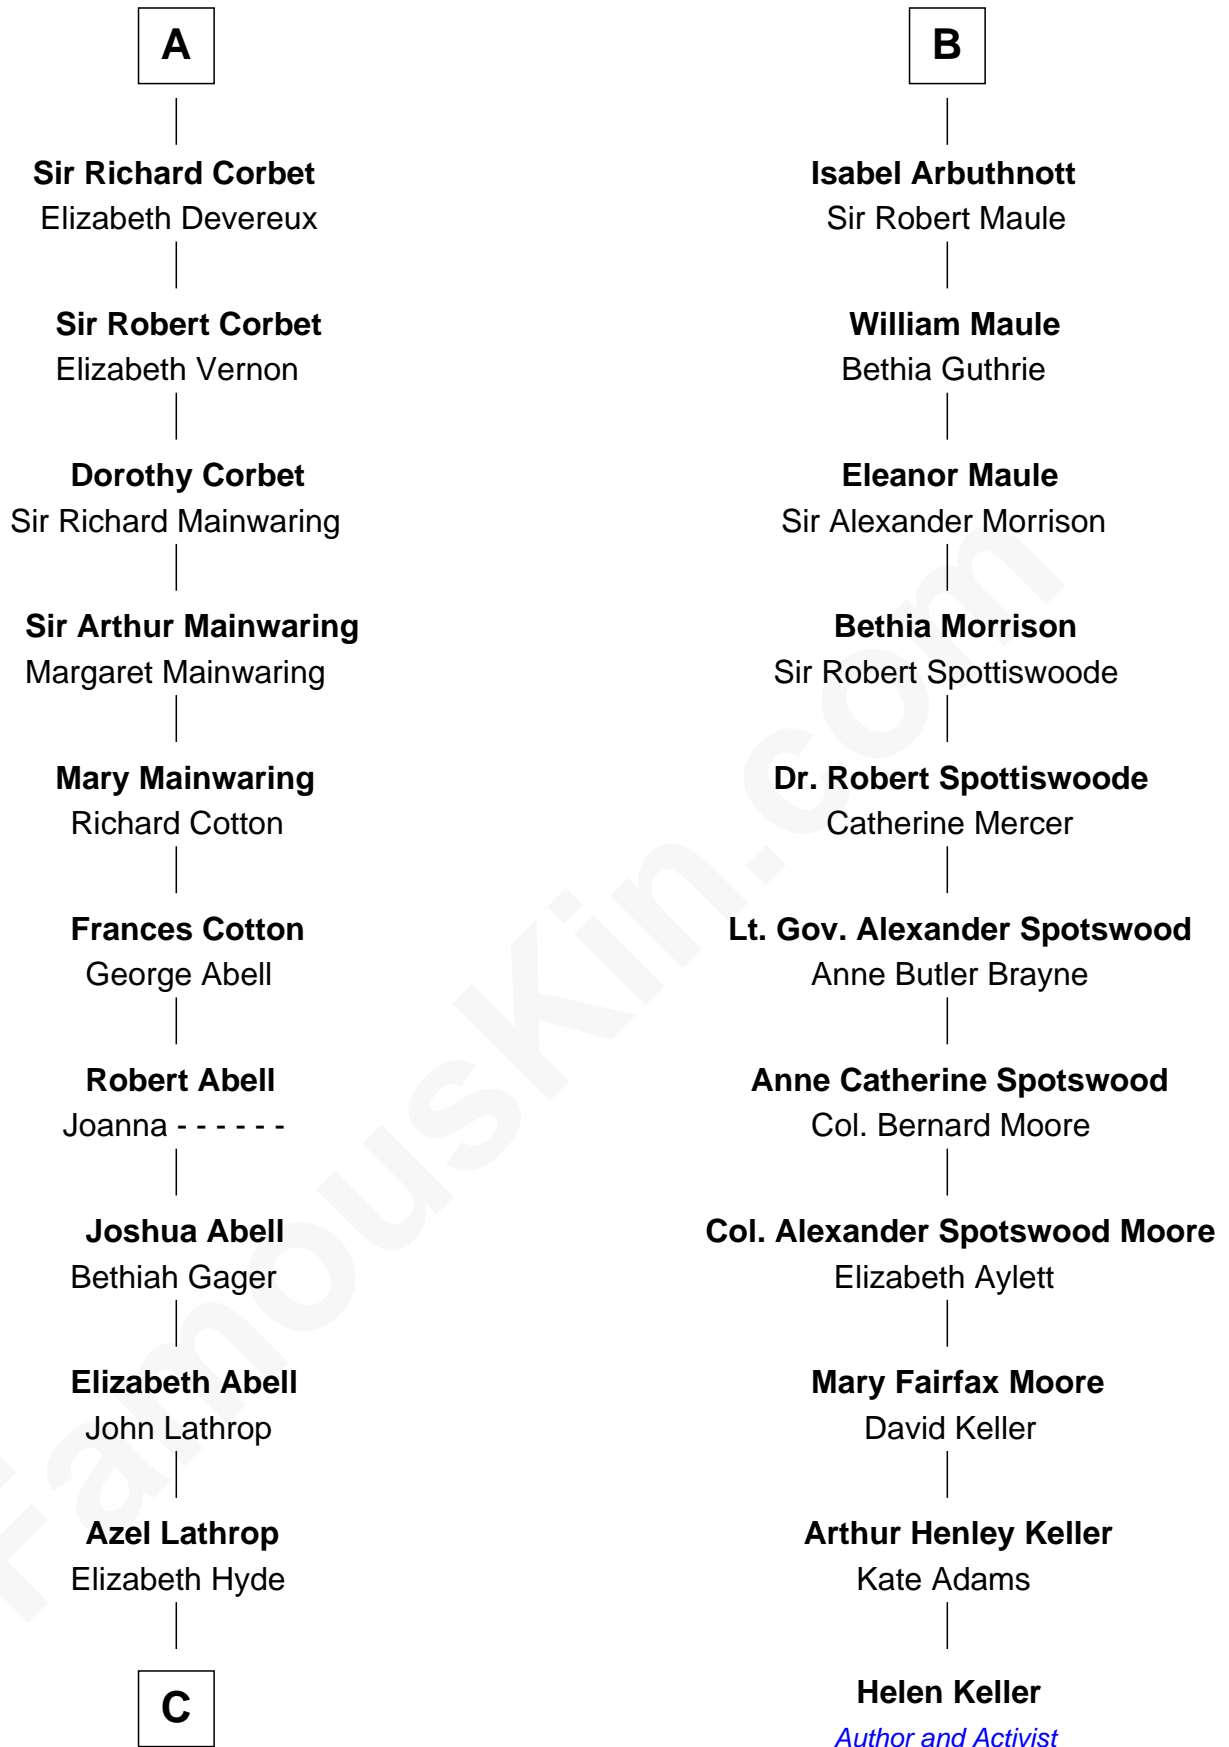 A
Sir Richard Corbet
Elizabeth Devereux
Sir Robert Corbet
Elizabeth Vernon
Dorothy Corbet
Sir Richard Mainwaring
Sir Arthur Mainwaring
Margaret Mainwaring
Mary Mainwaring
Richard Cotton
Frances Cotton
George Abell
Robert Abell
Joanna - - - - - -
Joshua Abell
Bethiah Gager
Elizabeth Abell
John Lathrop
Azel Lathrop
Elizabeth Hyde
C
B
Isabel Arbuthnott
Sir Robert Maule
William Maule
Bethia Guthrie
Eleanor Maule
Sir Alexander Morrison
Bethia Morrison
Sir Robert Spottiswoode
Dr. Robert Spottiswoode
Catherine Mercer
Lt. Gov. Alexander Spotswood
Anne Butler Brayne
Anne Catherine Spotswood
Col. Bernard Moore
Col. Alexander Spotswood Moore
Elizabeth Aylett
Mary Fairfax Moore
David Keller
Arthur Henley Keller
Kate Adams
Helen Keller
Author and Activist
FamousKin.com